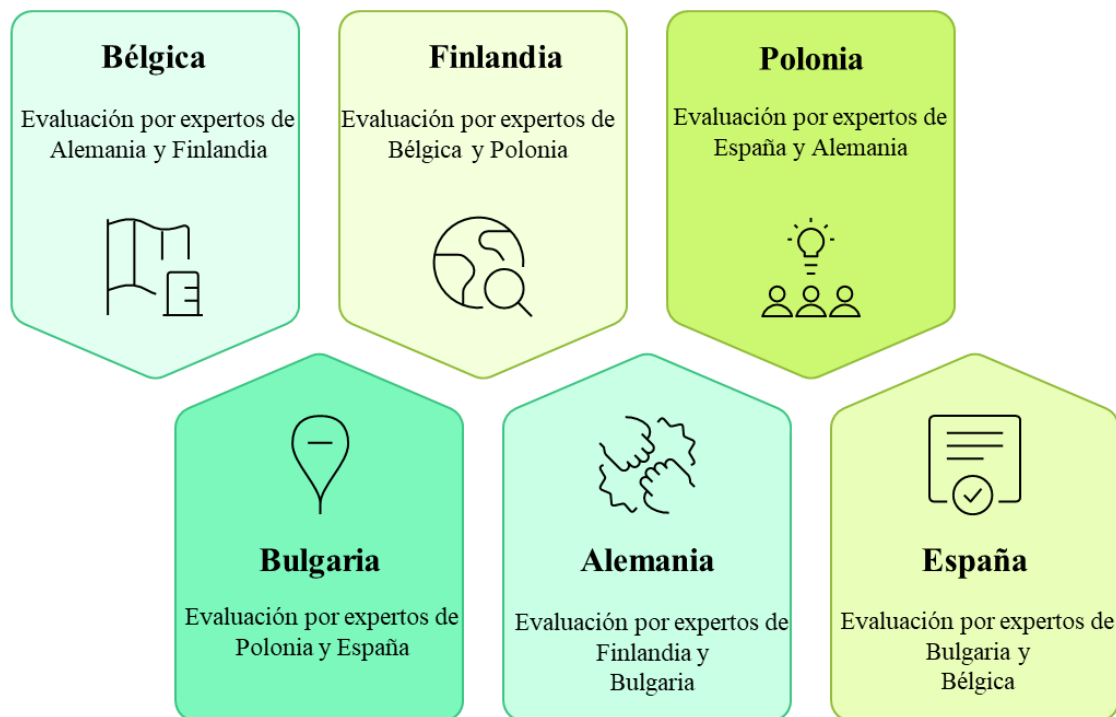 Bélgica
Evaluación por expertos de
Alemania y Finlandia
Finlandia
Evaluación por expertos de
Bélgica y Polonia
Polonia
Evaluación por expertos de
España y Alemania
Bulgaria
Evaluación por expertos de
Polonia y España
Alemania
Evaluación por expertos de
Finlandia y
Bulgaria
España
Evaluación por expertos de
Bulgaria y
Bélgica